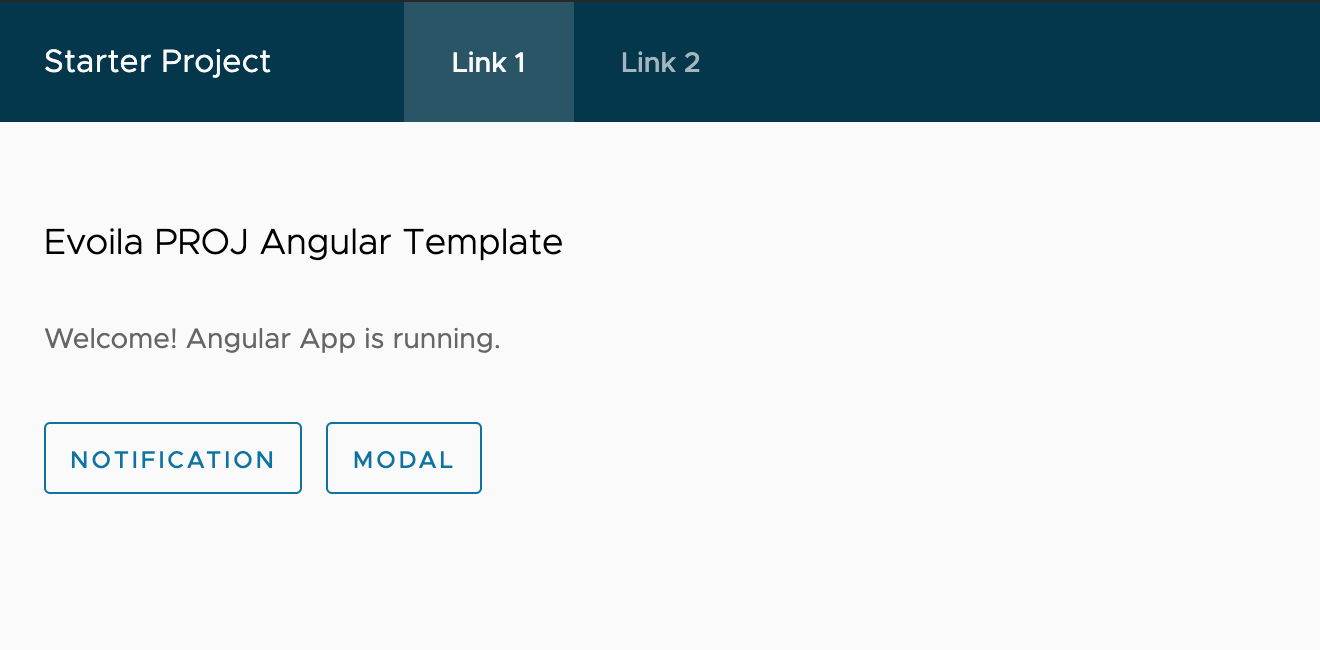 Starter Project
Link 1
Link 2
Evoila PROJ Angular Template
Welcome! Angular App is running.
NOTIFICATION
MODAL